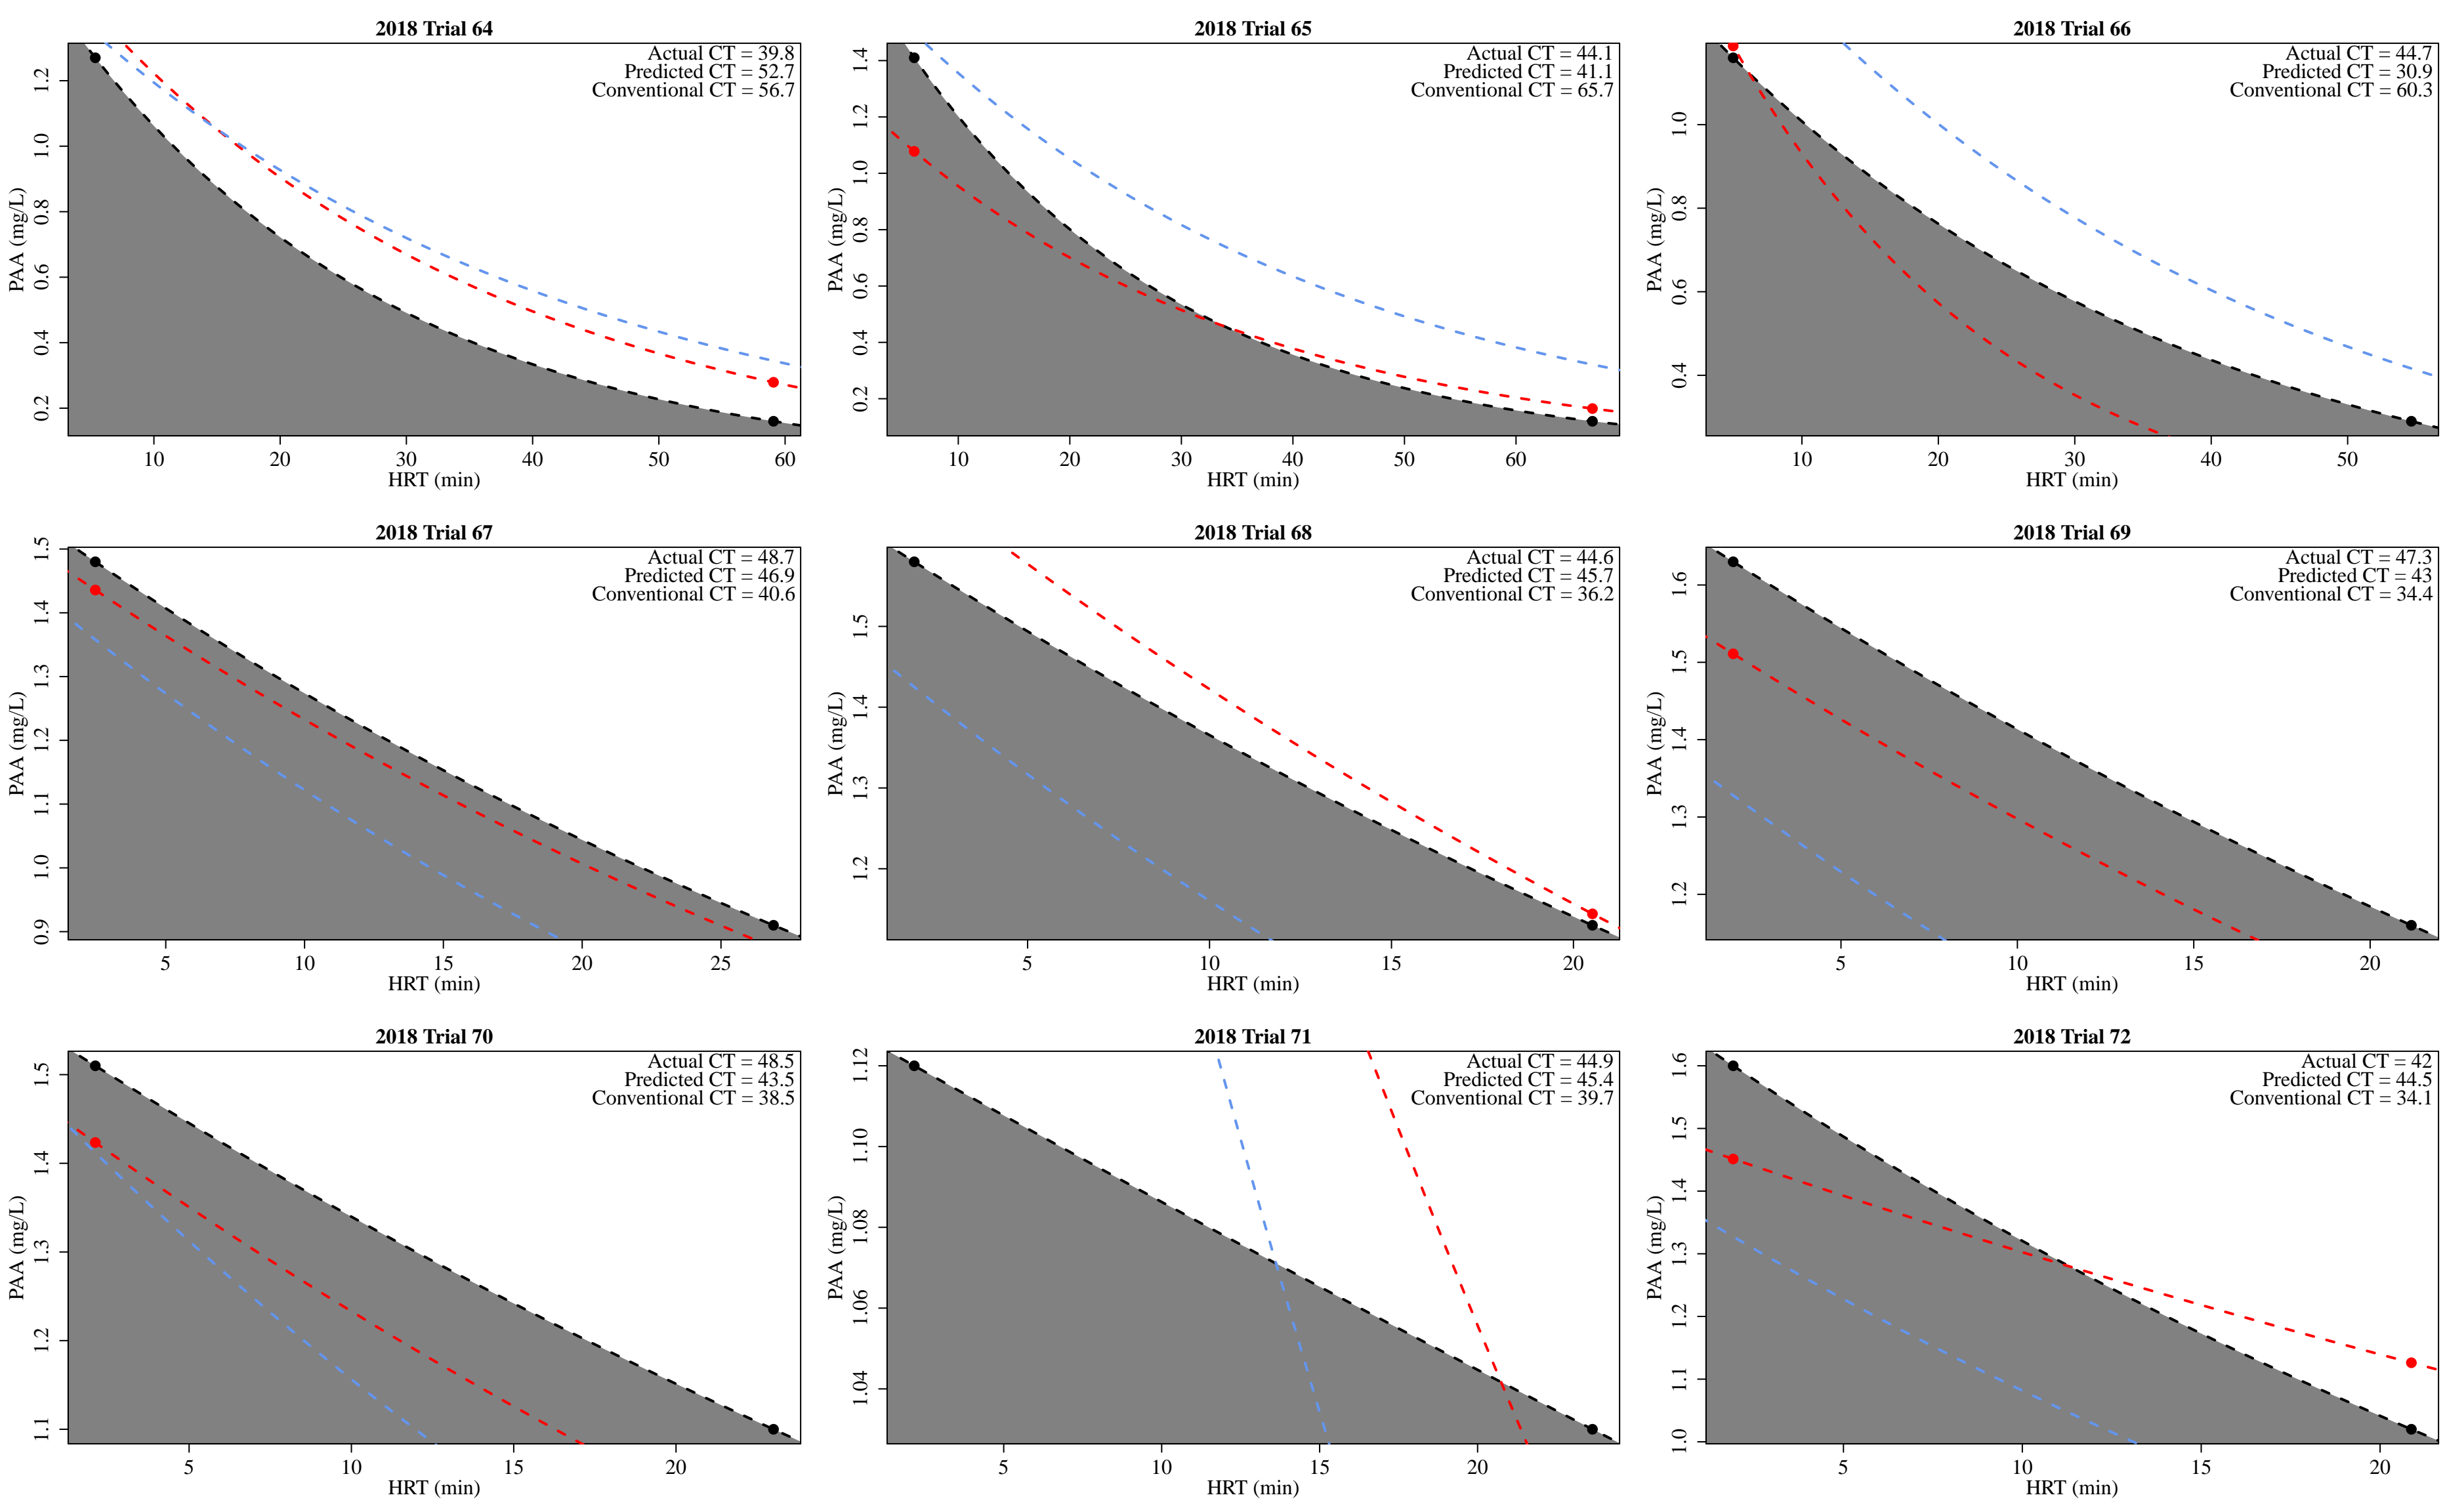 2018 Trial 64
Actual CT = 39.8
Predicted CT = 52.7
Conventional CT = 56.7
PAA (mg/L)
0.2 0.4 0.6 0.8 1.0 1.2
10 20 30 40 50 60
HRT (min)
2018 Trial 65
Actual CT = 44.1
Predicted CT = 41.1
Conventional CT = 65.7
PAA (mg/L)
0.2 0.4 0.6 0.8 1.0 1.2 1.4
10 20 30 40 50 60
HRT (min)
2018 Trial 66
Actual CT = 44.7
Predicted CT = 30.9
Conventional CT = 60.3
PAA (mg/L)
0.4 0.6 0.8 1.0
10 20 30 40 50
HRT (min)
2018 Trial 67
Actual CT = 48.7
Predicted CT = 46.9
Conventional CT = 40.6
PAA (mg/L)
0.9 1.0 1.1 1.2 1.3 1.4 1.5
5 10 15 20 25
HRT (min)
2018 Trial 68
Actual CT = 44.6
Predicted CT = 45.7
Conventional CT = 36.2
PAA (mg/L)
1.2 1.3 1.4 1.5
5 10 15 20
HRT (min)
2018 Trial 69
Actual CT = 47.3
Predicted CT = 43
Conventional CT = 34.4
PAA (mg/L)
1.2 1.3 1.4 1.5 1.6
5 10 15 20
HRT (min)
2018 Trial 70
Actual CT = 48.5
Predicted CT = 43.5
Conventional CT = 38.5
PAA (mg/L)
1.1 1.2 1.3 1.4 1.5
5 10 15 20
HRT (min)
2018 Trial 71
Actual CT = 44.9
Predicted CT = 45.4
Conventional CT = 39.7
PAA (mg/L)
1.04 1.06 1.08 1.10 1.12
5 10 15 20
HRT (min)
2018 Trial 72
Actual CT = 42
Predicted CT = 44.5
Conventional CT = 34.1
PAA (mg/L)
1.0 1.1 1.2 1.3 1.4 1.5 1.6
5 10 15 20
HRT (min)